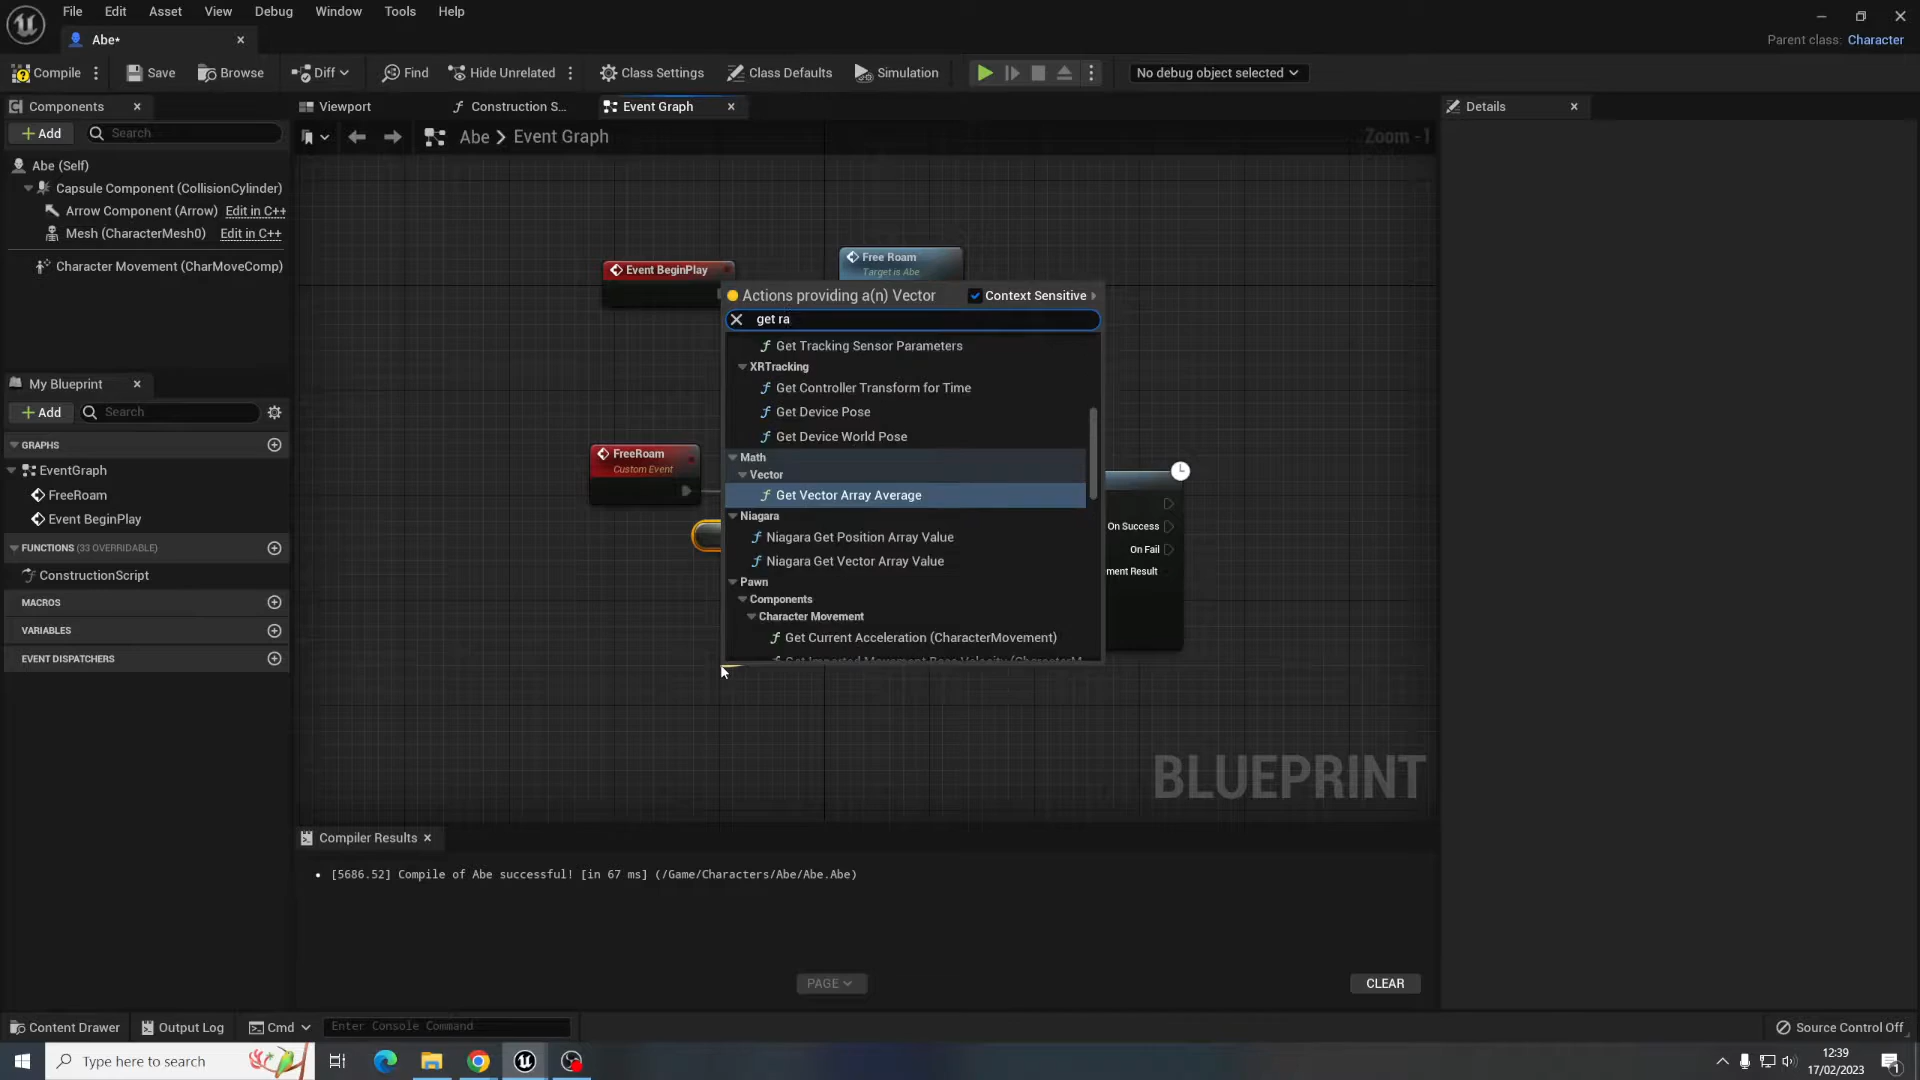 File Edit Asset View Debug Window Tools Help
Abe*
Parent class: Character
Compile Save Browse Diff Find Hide Unrelated Class Settings Class Defaults Simulation No debug object selected
Components Viewport Construction S... Event Graph Details
Add Search Abe > Event Graph Zoom -1
Abe (Self)
Capsule Component (CollisionCylinder)
Arrow Component (Arrow) Edit in C++
Mesh (CharacterMesh0) Edit in C++
Character Movement (CharMoveComp)
My Blueprint
Add Search
GRAPHS
EventGraph
FreeRoam
Event BeginPlay
FUNCTIONS (33 OVERRIDABLE)
ConstructionScript
MACROS
VARIABLES
EVENT DISPATCHERS
Event BeginPlay
Free Roam
Target is Abe
FreeRoam
Custom Event
Actions providing a(n) Vector Context Sensitive
get ra
Get Tracking Sensor Parameters
XRTracking
Get Controller Transform for Time
Get Device Pose
Get Device World Pose
Math
Vector
Get Vector Array Average
Niagara
Niagara Get Position Array Value
Niagara Get Vector Array Value
Pawn
Components
Character Movement
Get Current Acceleration (CharacterMovement)
On Success
On Fail
ment Result
BLUEPRINT
Compiler Results
[5686.52] Compile of Abe successful! [in 67 ms] (/Game/Characters/Abe/Abe.Abe)
PAGE CLEAR
Content Drawer Output Log Cmd Enter Console Command Source Control Off
Type here to search
12:39
17/02/2023
1